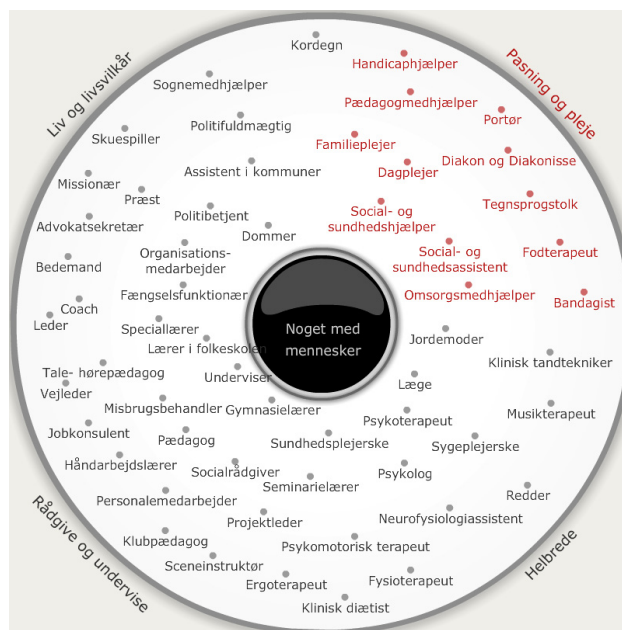 Kordegn
Handicaphjælper
Pasning og pleje
Liv og livsvilkår
Sognemedhjælper
Pædagogmedhjælper
Portør
Politifuldmægtig
Skuespiller
Familieplejer
Diakon og Diakonisse
Assistent i kommuner
Dagplejer
Missionær
Præst
Tegnsprogstolk
Politibetjent
Social- og
sundhedshjælper
Advokatsekretær
Dommer
Organisations-
medarbejder
Social- og
sundhedsassistent
Fodterapeut
Bedemand
Fængselsfunktionær
Omsorgsmedhjælper
Bandagist
Coach
Leder
Speciallærer
Noget med
mennesker
Jordemoder
Lærer i folkeskolen
Klinisk tandtekniker
Tale- hørepædagog
Underviser
Læge
Vejleder
Misbrugsbehandler
Gymnasielærer
Psykoterapeut
Musikterapeut
Jobkonsulent
Pædagog
Sundhedsplejerske
Sygeplejerske
Håndarbejdslærer
Socialrådgiver
Psykolog
Seminarielærer
Personalemedarbejder
Redder
Projektleder
Neurofysiologiassistent
Klubpædagog
Psykomotorisk terapeut
Rådgive og undervise
Helbrede
Sceneinstruktør
Ergoterapeut
Fysioterapeut
Klinisk diætist